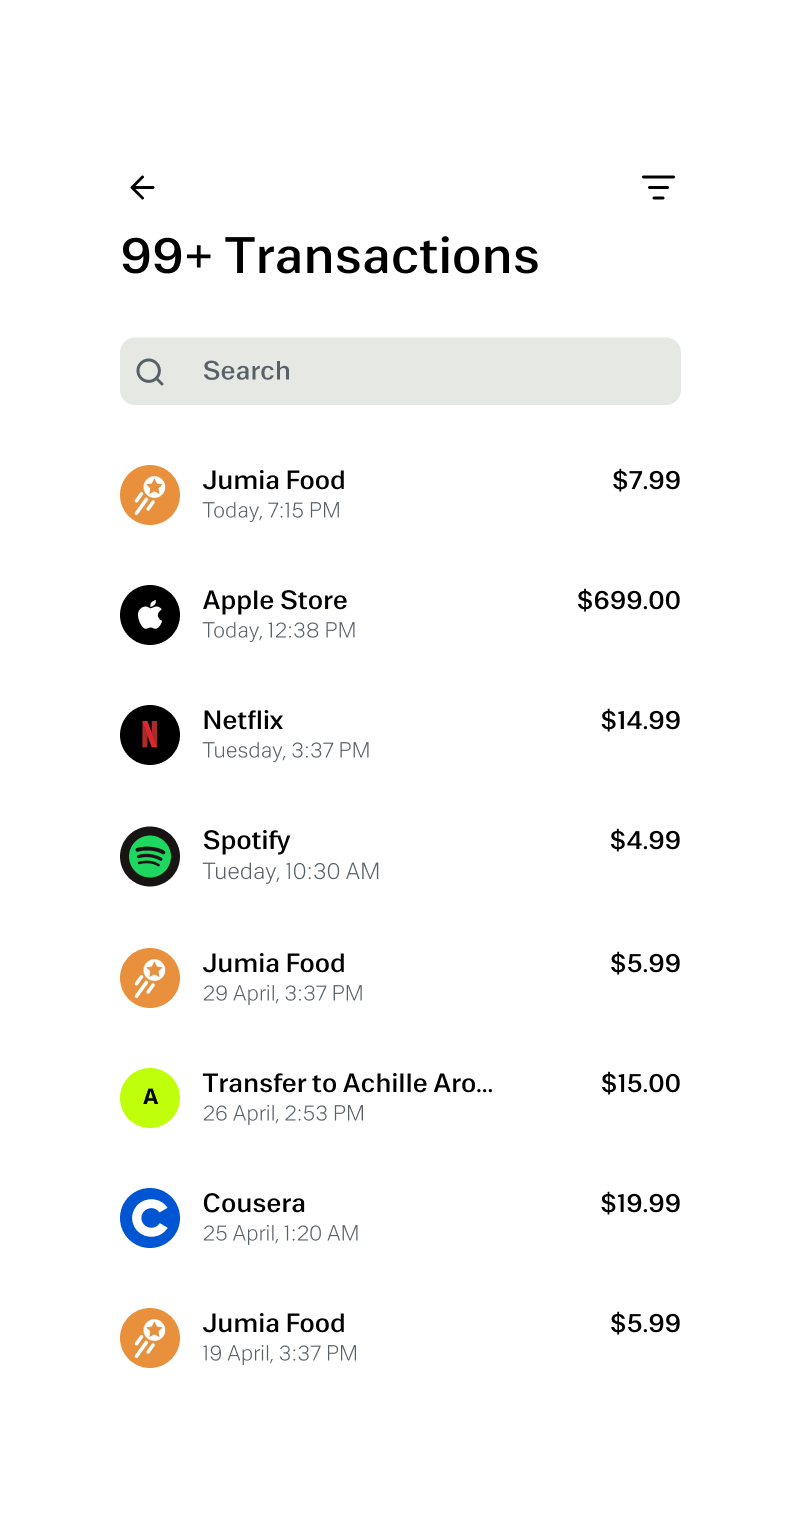 99+ Transactions
Search
Jumia Food $7.99
Today, 7:15 PM
Apple Store $699.00
Today, 12:38 PM
N
Netflix $14.99
Tuesday, 3:37 PM
Spotify $4.99
Tueday, 10:30 AM
Jumia Food $5.99
29 April, 3:37 PM
A
Transfer to Achille Aro... $15.00
26 April, 2:53 PM
Cousera $19.99
25 April, 1:20 AM
Jumia Food $5.99
19 April, 3:37 PM